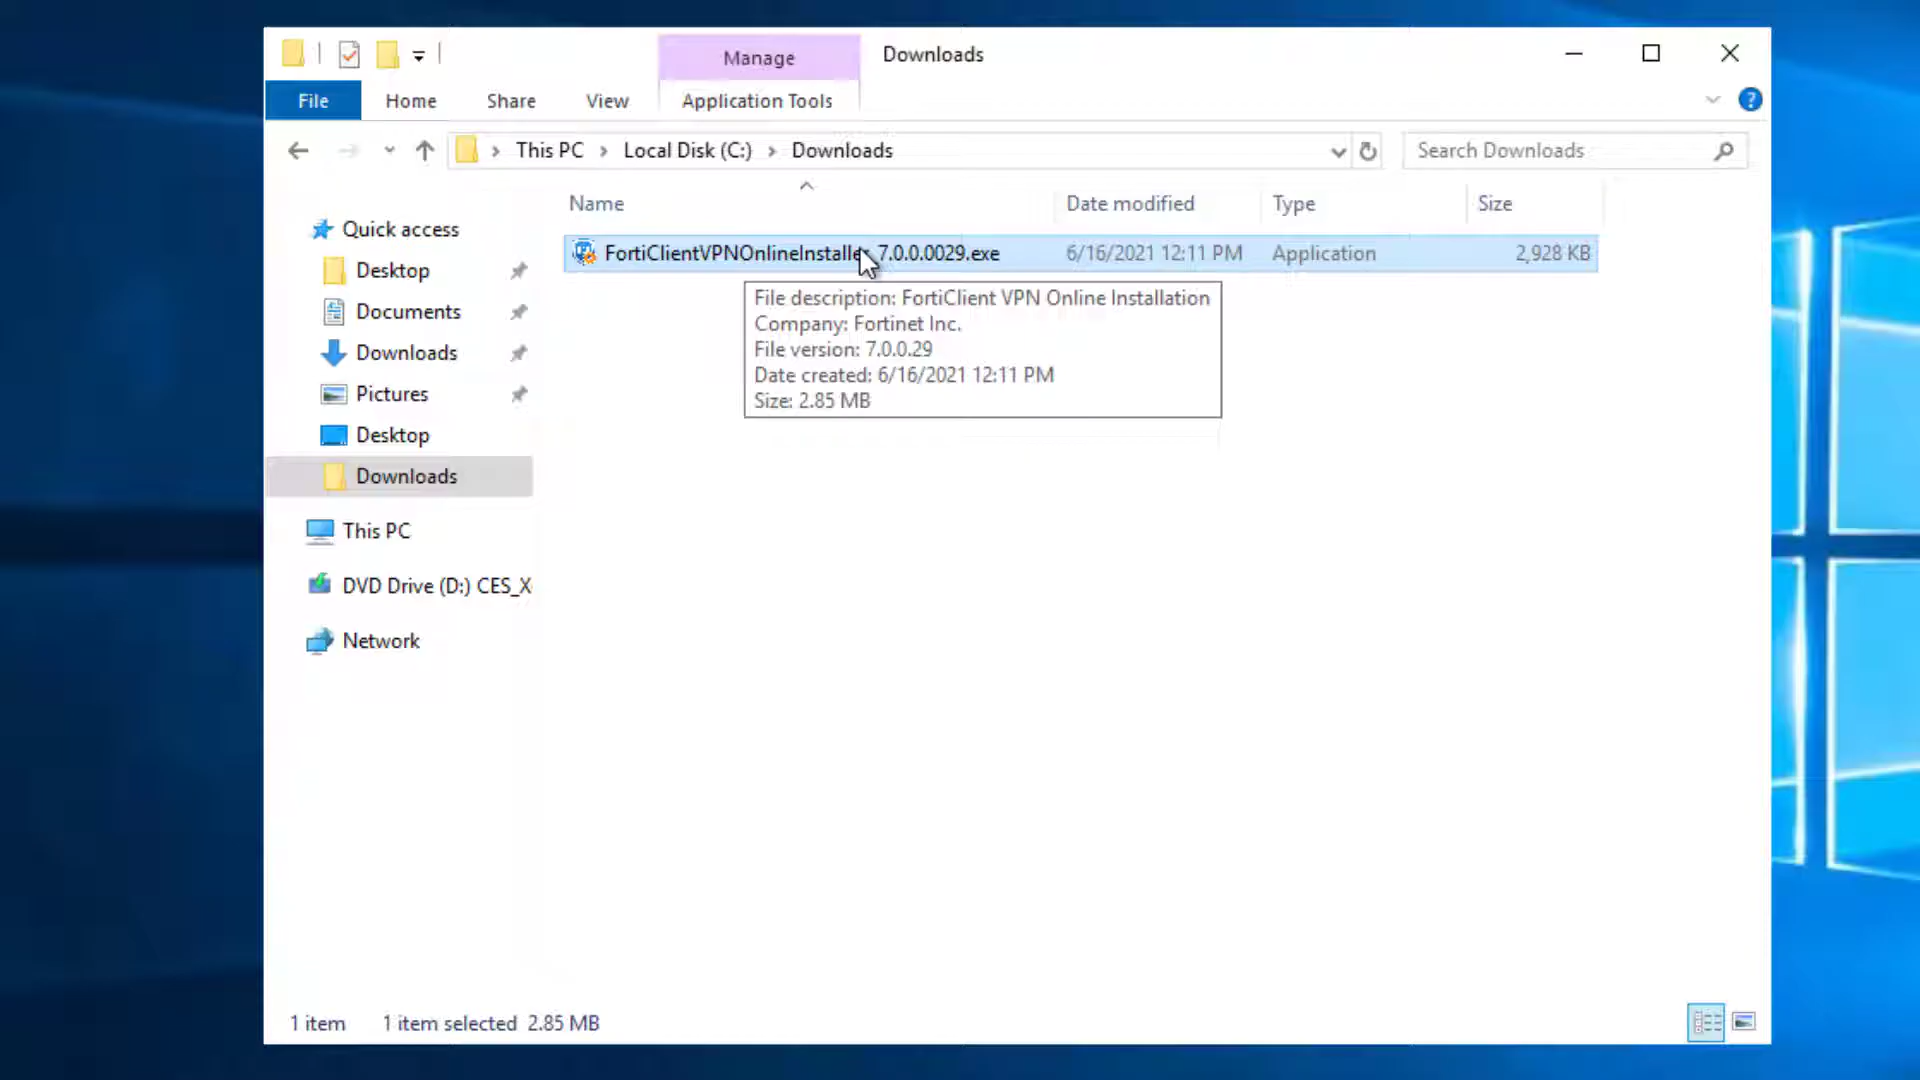 Manage
Downloads
File
Home
Share
View
Application Tools
?
This PC
Local Disk (C:)
Downloads
Search Downloads
Name
Date modified
Type
Size
Quick access
Desktop
Documents
Downloads
Pictures
Desktop
Downloads
This PC
DVD Drive (D:) CES_X
Network
FortiClientVPNOnlineInstaller_7.0.0.0029.exe
6/16/2021 12:11 PM
Application
2,928 KB
File description: FortiClient VPN Online Installation
Company: Fortinet Inc.
File version: 7.0.0.29
Date created: 6/16/2021 12:11 PM
Size: 2.85 MB
1 item
1 item selected 2.85 MB